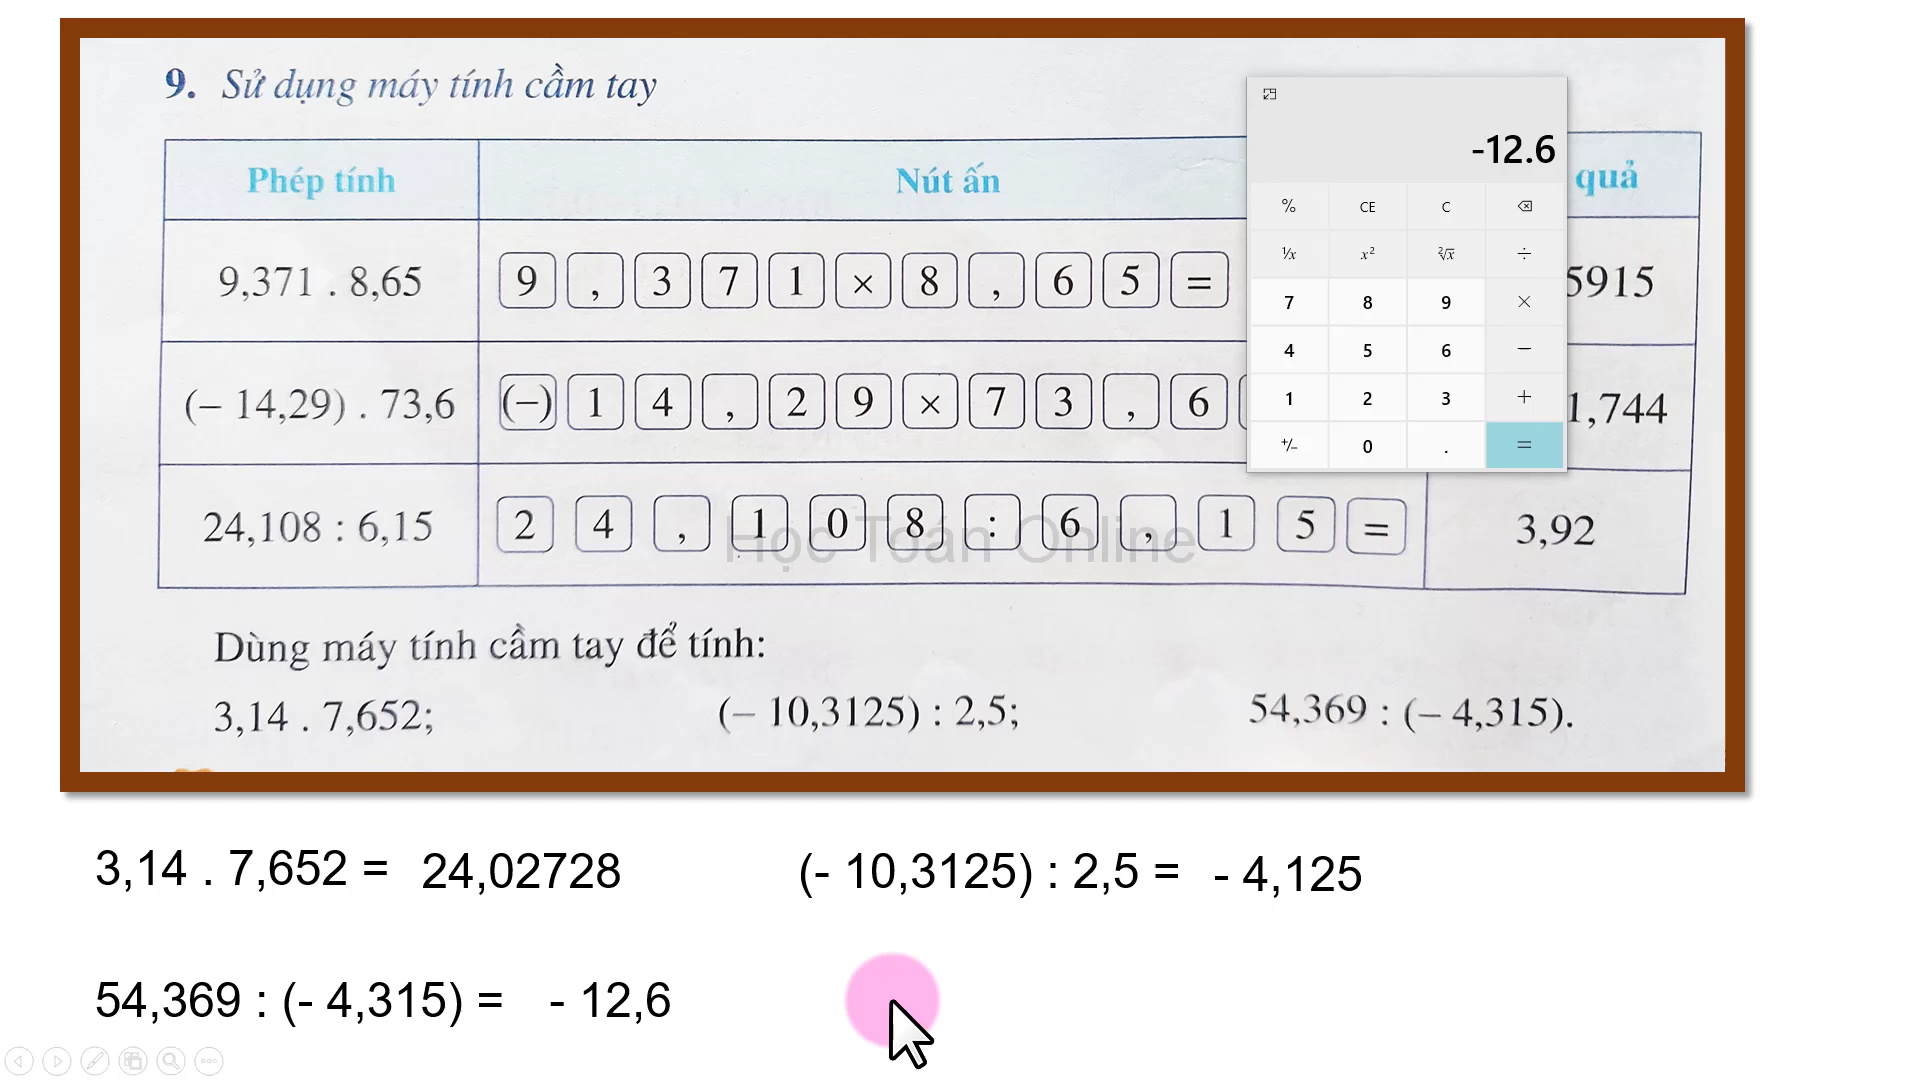 9. Sử dụng máy tính cầm tay
Phép tính Nút ấn quả
9,371 . 8,65 9 , 3 7 1 × 8 , 6 5 = 5915
(– 14,29) . 73,6 (–) 1 4 , 2 9 × 7 3 , 6 1,744
24,108 : 6,15 2 4 , 1 0 8 : 6 , 1 5 = 3,92
Học Toán Online
Dùng máy tính cầm tay để tính:
3,14 . 7,652; (– 10,3125) : 2,5; 54,369 : (– 4,315).
-12.6
% CE C
⅟x x² ²√x ÷
7 8 9 ×
4 5 6 −
1 2 3 +
+/- 0 . =
3,14 . 7,652 = 24,02728 (- 10,3125) : 2,5 = - 4,125
54,369 : (- 4,315) = - 12,6